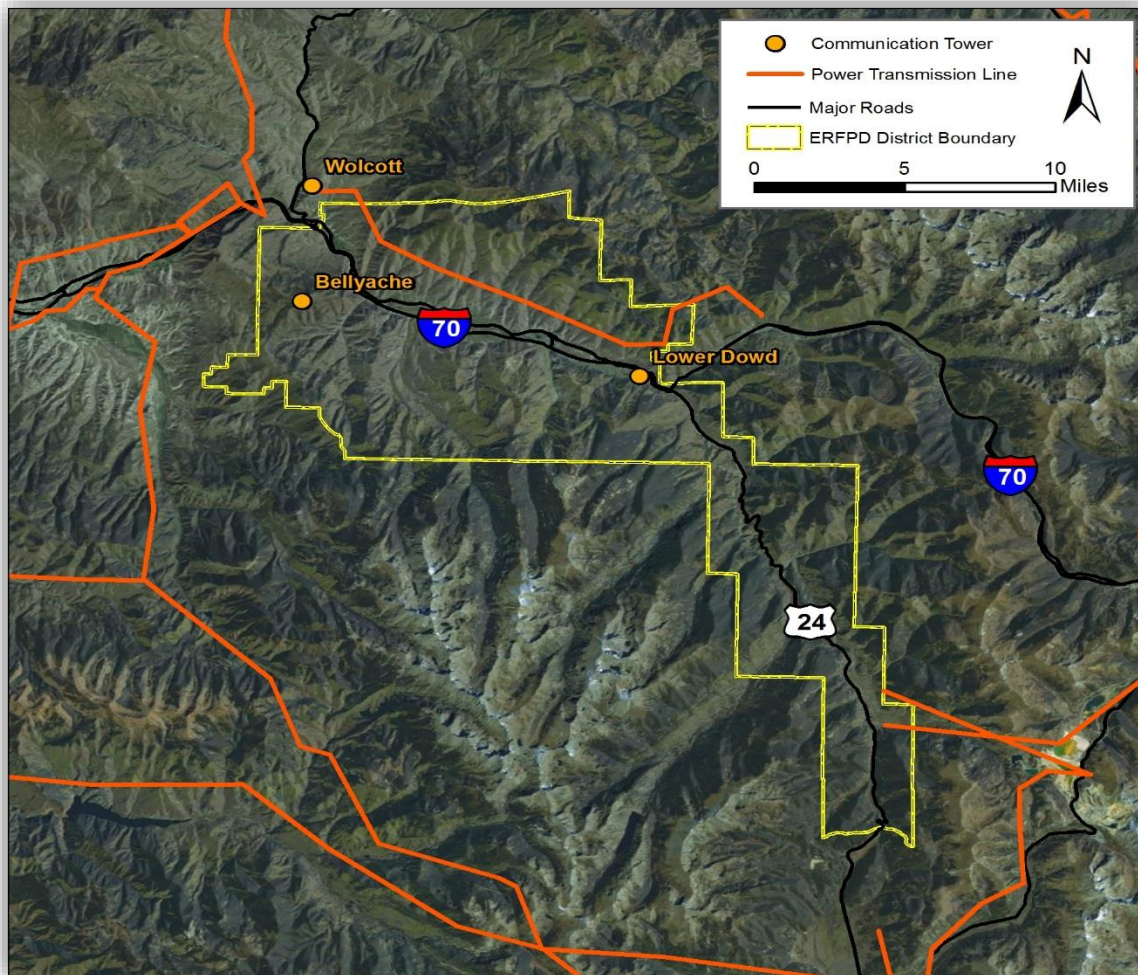 Communication Tower
Power Transmission Line
Major Roads
ERFPD District Boundary
N
0 5 10
Miles
Wolcott
Bellyache
70
Lower Dowd
70
24